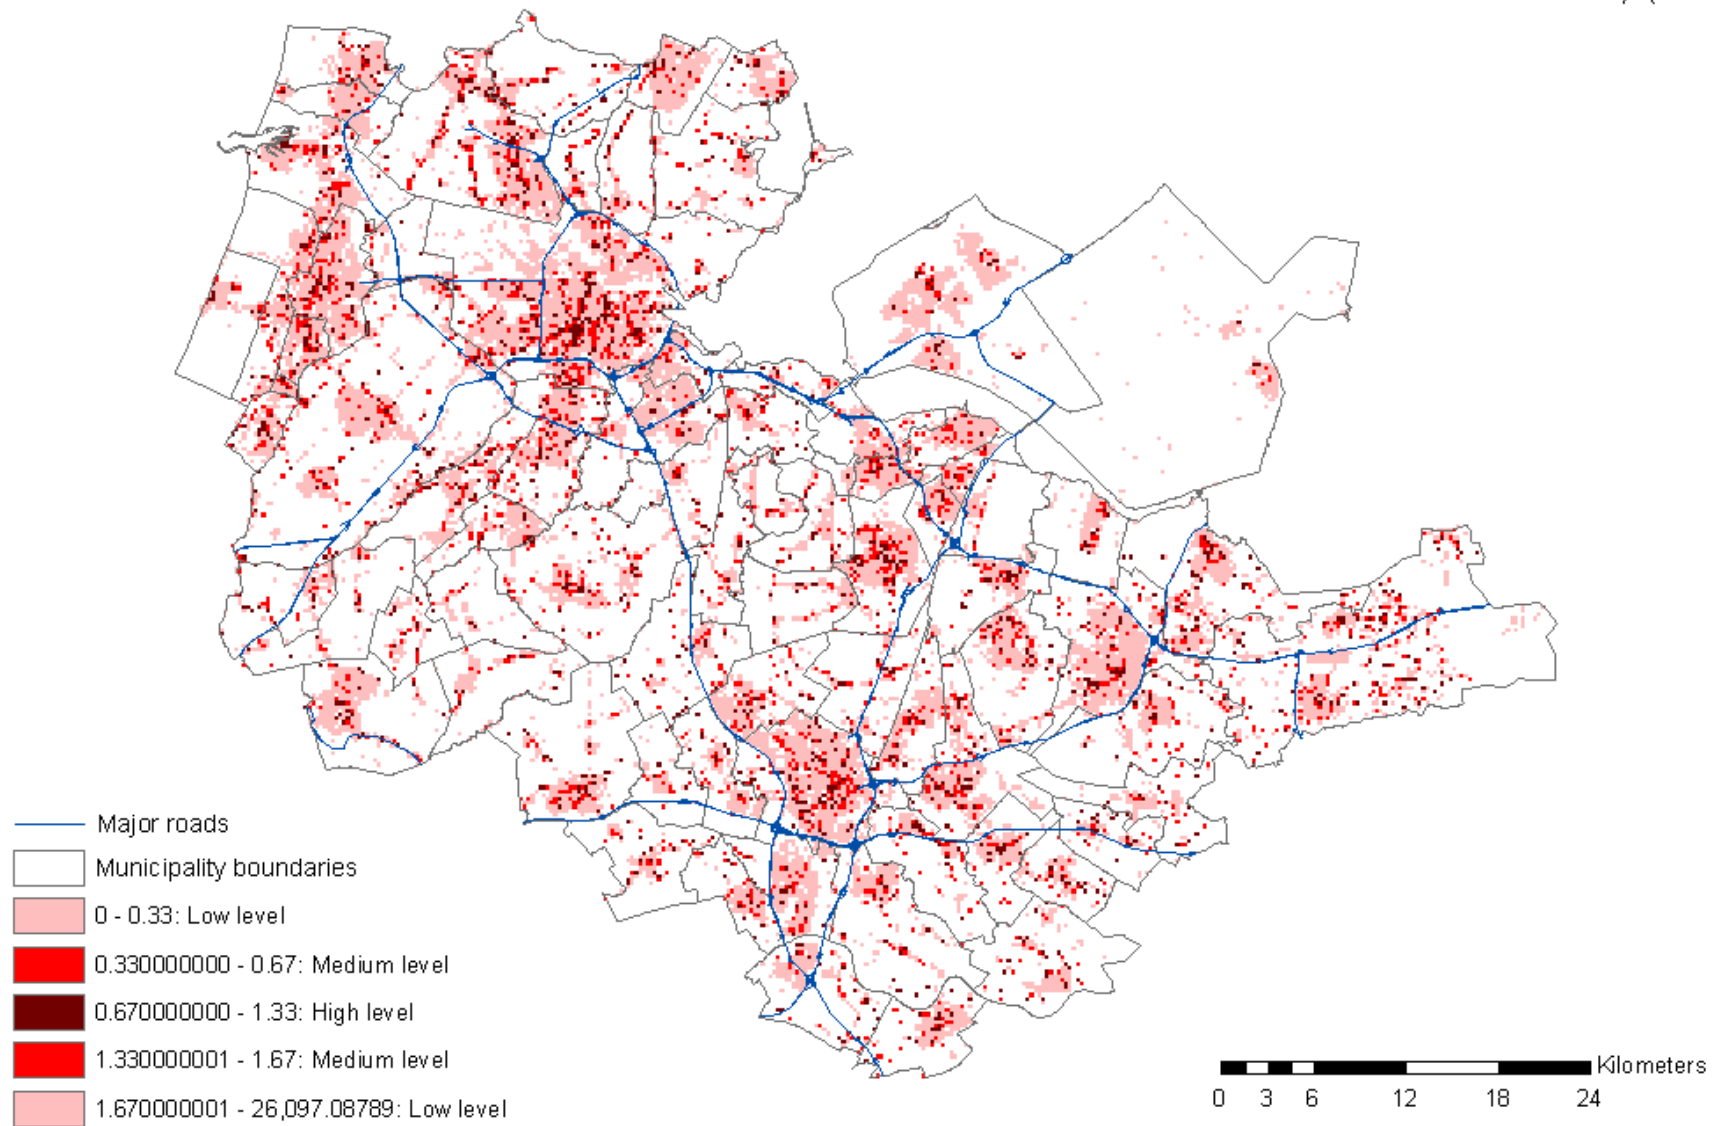 Major roads
Municipality boundaries
0 - 0.33: Low level
0.330000000 - 0.67: Medium level
0.670000000 - 1.33: High level
1.330000001 - 1.67: Medium level
1.670000001 - 26,097.08789: Low level
Kilometers
0 3 6 12 18 24